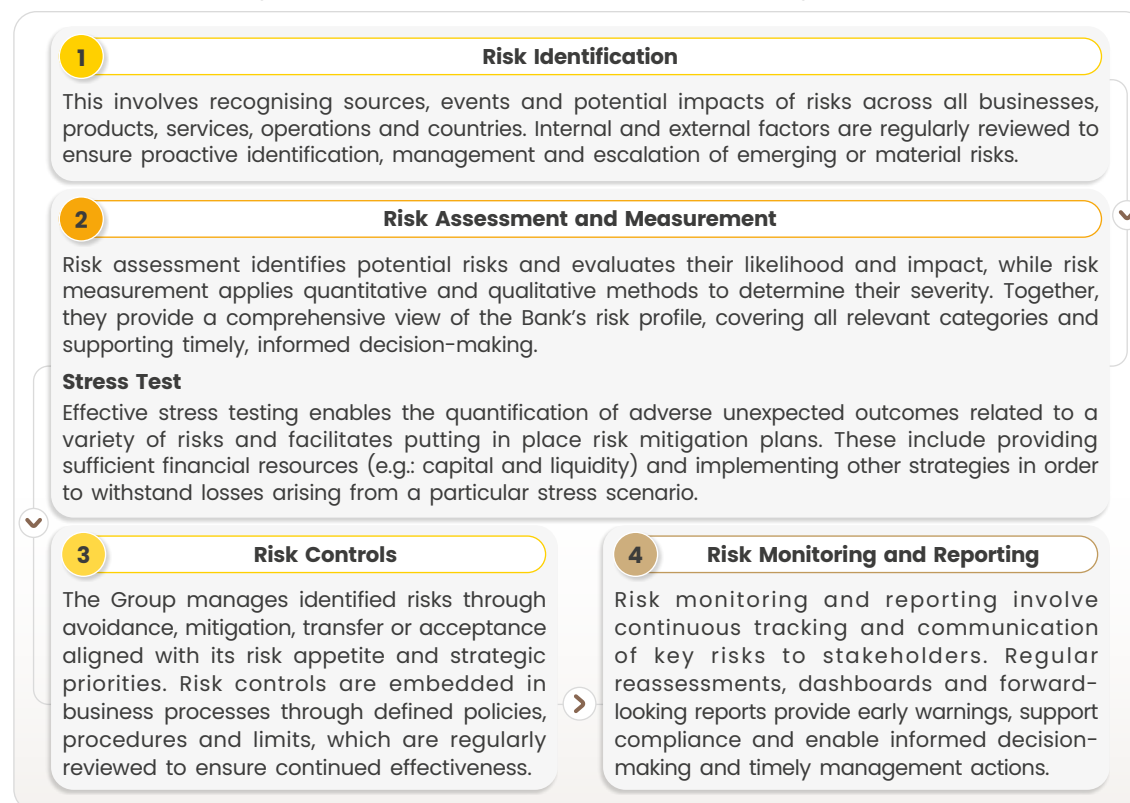 1
Risk Identification
This involves recognising sources, events and potential impacts of risks across all businesses,
products, services, operations and countries. Internal and external factors are regularly reviewed to
ensure proactive identification, management and escalation of emerging or material risks.
2
Risk Assessment and Measurement
Risk assessment identifies potential risks and evaluates their likelihood and impact, while risk
measurement applies quantitative and qualitative methods to determine their severity. Together,
they provide a comprehensive view of the Bank's risk profile, covering all relevant categories and
supporting timely, informed decision-making.
Stress Test
Effective stress testing enables the quantification of adverse unexpected outcomes related to a
variety of risks and facilitates putting in place risk mitigation plans. These include providing
sufficient financial resources (e.g.: capital and liquidity) and implementing other strategies in order
to withstand losses arising from a particular stress scenario.
3
Risk Controls
The Group manages identified risks through
avoidance, mitigation, transfer or acceptance
aligned with its risk appetite and strategic
priorities. Risk controls are embedded in
business processes through defined policies,
procedures and limits, which are regularly
reviewed to ensure continued effectiveness.
4
Risk Monitoring and Reporting
Risk monitoring and reporting involve
continuous tracking and communication
of key risks to stakeholders. Regular
reassessments, dashboards and forward-
looking reports provide early warnings, support
compliance and enable informed decision-
making and timely management actions.